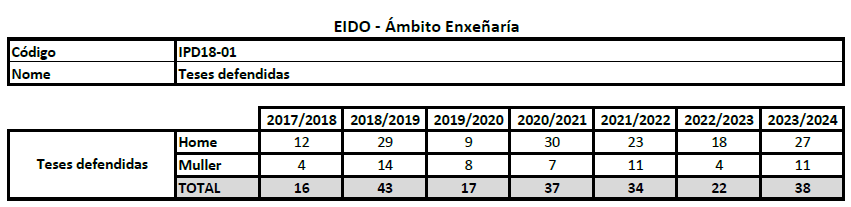 EIDO - Ámbito Enxeñaría
Código IPD18-01
Nome Teses defendidas
2017/2018 2018/2019 2019/2020 2020/2021 2021/2022 2022/2023 2023/2024
Home 12 29 9 30 23 18 27
Teses defendidas Muller 4 14 8 7 11 4 11
TOTAL 16 43 17 37 34 22 38